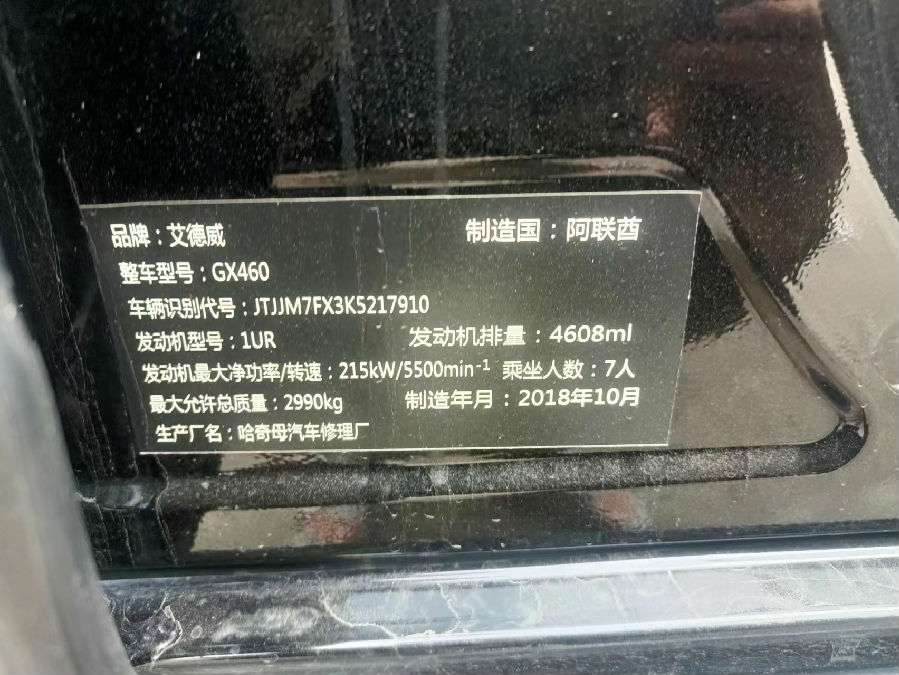 品牌：艾德威 制造国：阿联酋
整车型号：GX460
车辆识别代号：JTJJM7FX3K5217910
发动机型号：1UR 发动机排量：4608ml
发动机最大净功率/转速：215kW/5500min⁻¹ 乘坐人数：7人
最大允许总质量：2990kg 制造年月：2018年10月
生产厂名：哈奇母汽车修理厂